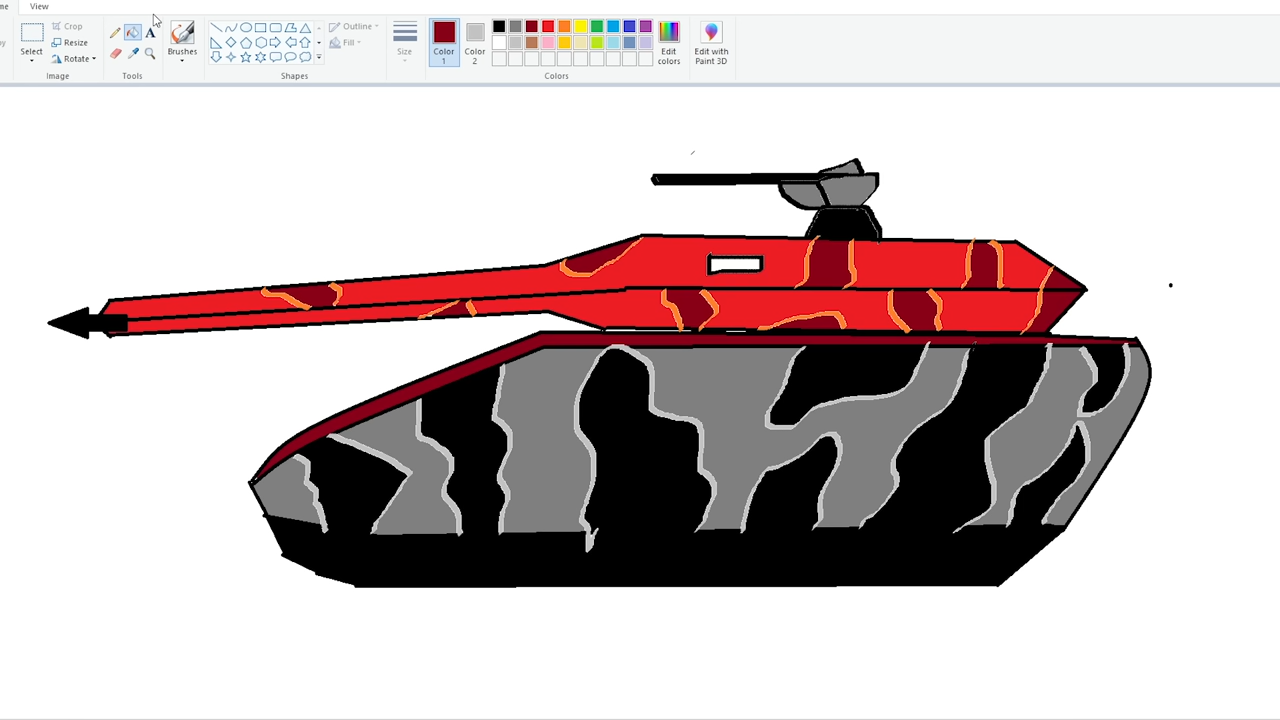 me
View
Crop
Resize
Rotate
Select
Image
A
Tools
Brushes
Outline
Fill
Shapes
Size
Color
1
Color
2
Edit
colors
Colors
Edit with
Paint 3D